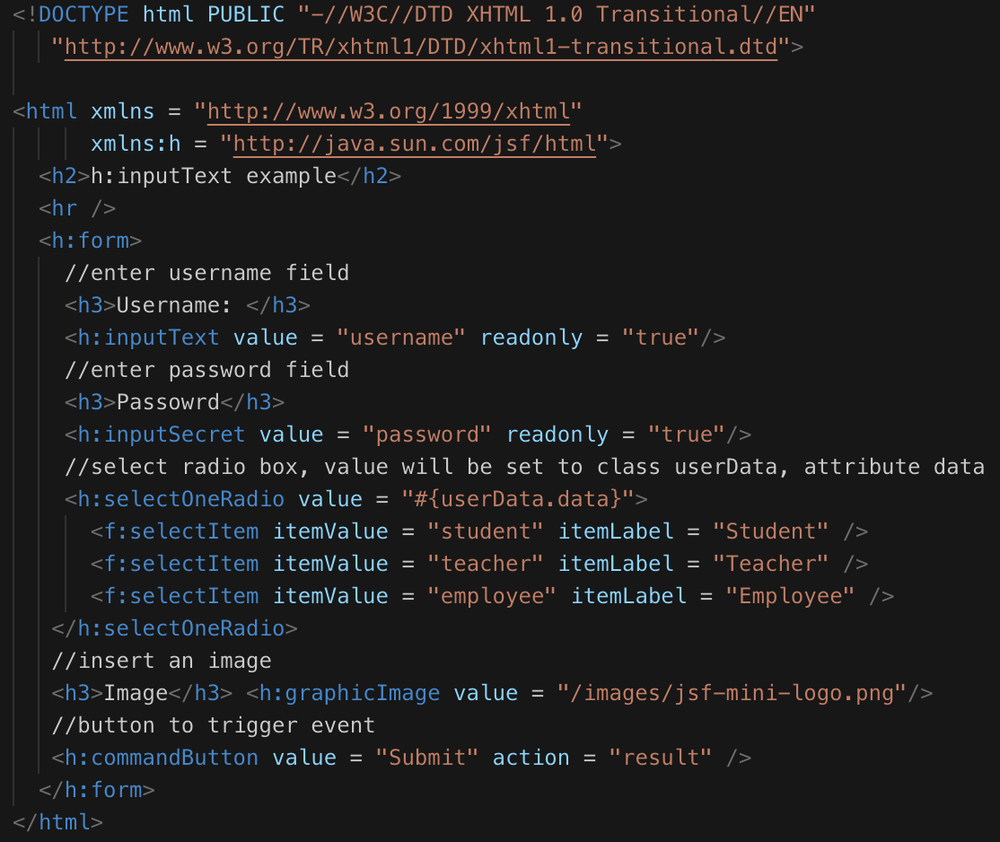 <!DOCTYPE html PUBLIC "-//W3C//DTD XHTML 1.0 Transitional//EN"
"http://www.w3.org/TR/xhtml1/DTD/xhtml1-transitional.dtd">
<html xmlns = "http://www.w3.org/1999/xhtml"
xmlns:h = "http://java.sun.com/jsf/html">
<h2>h:inputText example</h2>
<hr />
<h:form>
//enter username field
<h3>Username: </h3>
<h:inputText value = "username" readonly = "true"/>
//enter password field
<h3>Passowrd</h3>
<h:inputSecret value = "password" readonly = "true"/>
//select radio box, value will be set to class userData, attribute data
<h:selectOneRadio value = "#{userData.data}">
<f:selectItem itemValue = "student" itemLabel = "Student" />
<f:selectItem itemValue = "teacher" itemLabel = "Teacher" />
<f:selectItem itemValue = "employee" itemLabel = "Employee" />
</h:selectOneRadio>
//insert an image
<h3>Image</h3> <h:graphicImage value = "/images/jsf-mini-logo.png"/>
//button to trigger event
<h:commandButton value = "Submit" action = "result" />
</h:form>
</html>